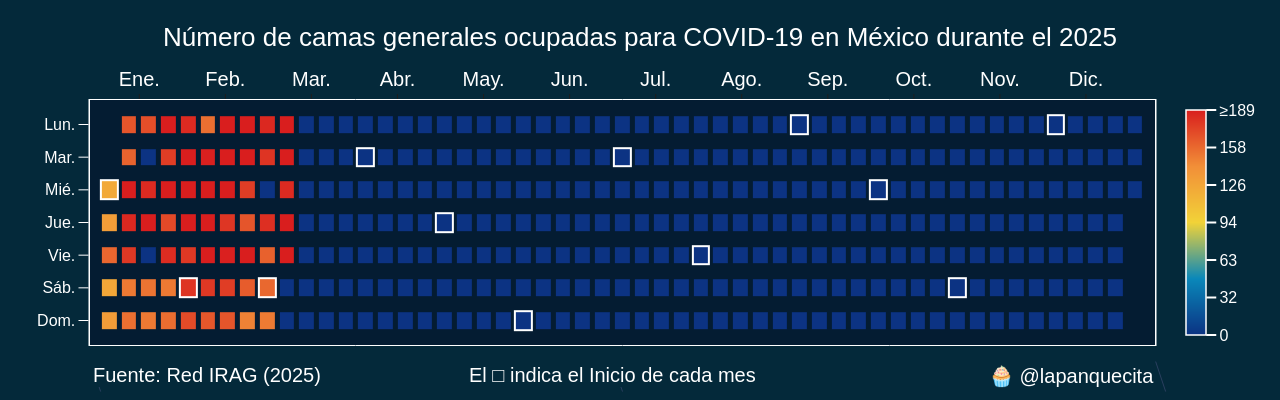 Número de camas generales ocupadas para COVID-19 en México durante el 2025
Ene. Feb. Mar. Abr. May. Jun. Jul. Ago. Sep. Oct. Nov. Dic.
Lun.
Mar.
Mié.
Jue.
Vie.
Sáb.
Dom.
≥189
158
126
94
63
32
0
Fuente: Red IRAG (2025)
El □ indica el Inicio de cada mes
🧁 @lapanquecita